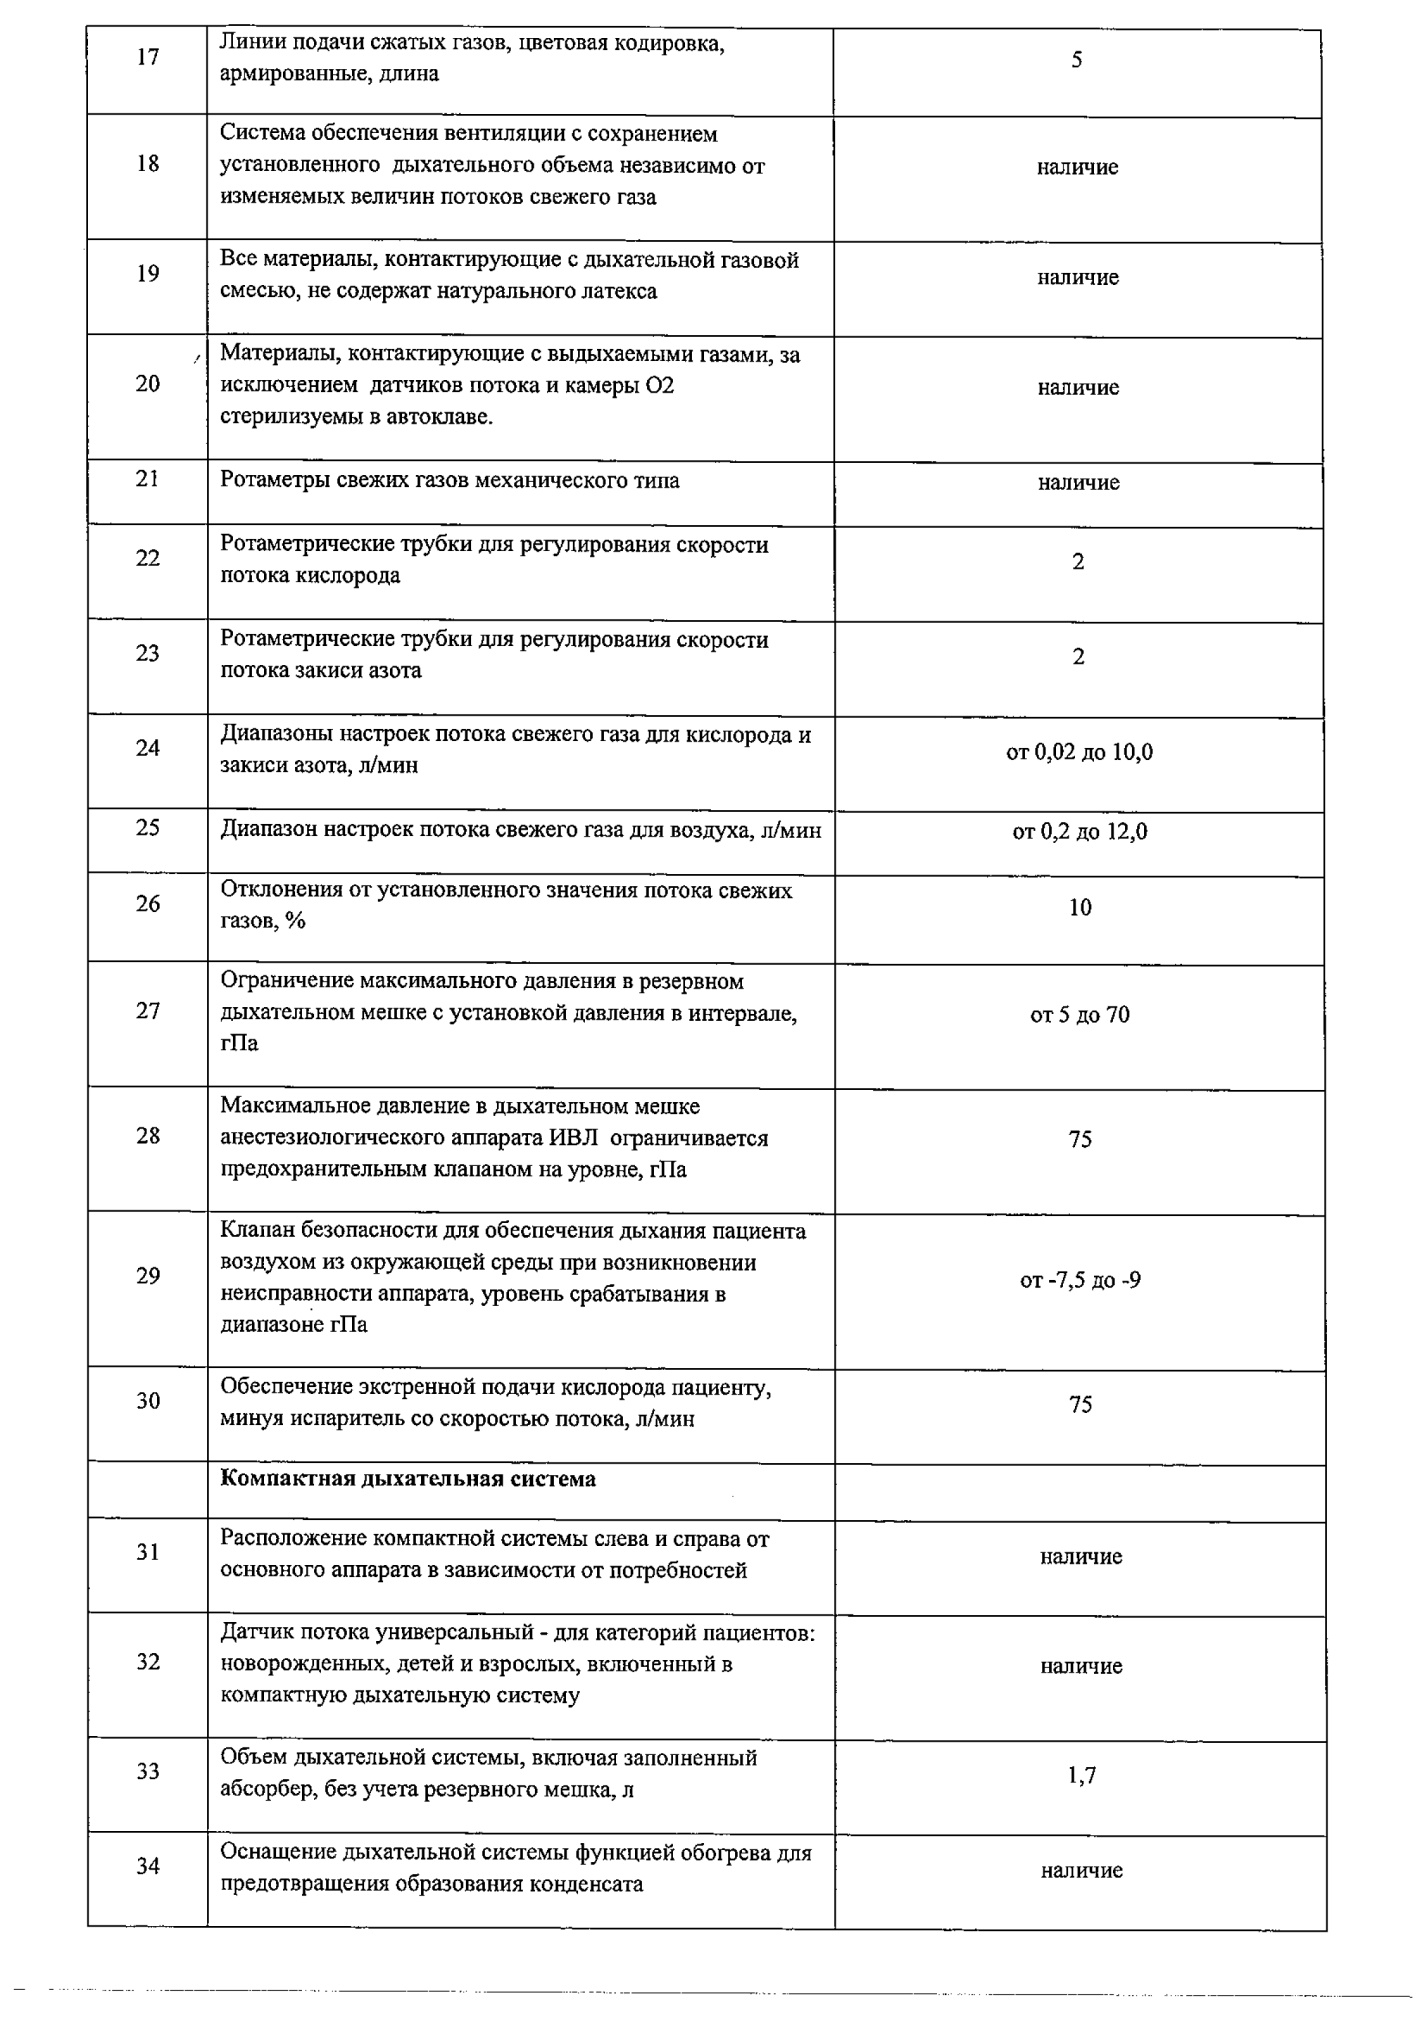 17
Линии подачи сжатых газов, цветовая кодировка,
армированные, длина
5
18
Система обеспечения вентиляции с сохранением
установленного дыхательного объема независимо от
изменяемых величин потоков свежего газа
наличие
19
Все материалы, контактирующие с дыхательной газовой
смесью, не содержат натурального латекса
наличие
20
Материалы, контактирующие с выдыхаемыми газами, за
исключением датчиков потока и камеры О2
стерилизуемы в автоклаве.
наличие
21
Ротаметры свежих газов механического типа
наличие
22
Ротаметрические трубки для регулирования скорости
потока кислорода
2
23
Ротаметрические трубки для регулирования скорости
потока закиси азота
2
24
Диапазоны настроек потока свежего газа для кислорода и
закиси азота, л/мин
от 0,02 до 10,0
25
Диапазон настроек потока свежего газа для воздуха, л/мин
от 0,2 до 12,0
26
Отклонения от установленного значения потока свежих
газов, %
10
27
Ограничение максимального давления в резервном
дыхательном мешке с установкой давления в интервале,
гПа
от 5 до 70
28
Максимальное давление в дыхательном мешке
анестезиологического аппарата ИВЛ ограничивается
предохранительным клапаном на уровне, гПа
75
29
Клапан безопасности для обеспечения дыхания пациента
воздухом из окружающей среды при возникновении
неисправности аппарата, уровень срабатывания в
диапазоне гПа
от -7,5 до -9
30
Обеспечение экстренной подачи кислорода пациенту,
минуя испаритель со скоростью потока, л/мин
75
Компактная дыхательная система
31
Расположение компактной системы слева и справа от
основного аппарата в зависимости от потребностей
наличие
32
Датчик потока универсальный - для категорий пациентов:
новорожденных, детей и взрослых, включенный в
компактную дыхательную систему
наличие
33
Объем дыхательной системы, включая заполненный
абсорбер, без учета резервного мешка, л
1,7
34
Оснащение дыхательной системы функцией обогрева для
предотвращения образования конденсата
наличие